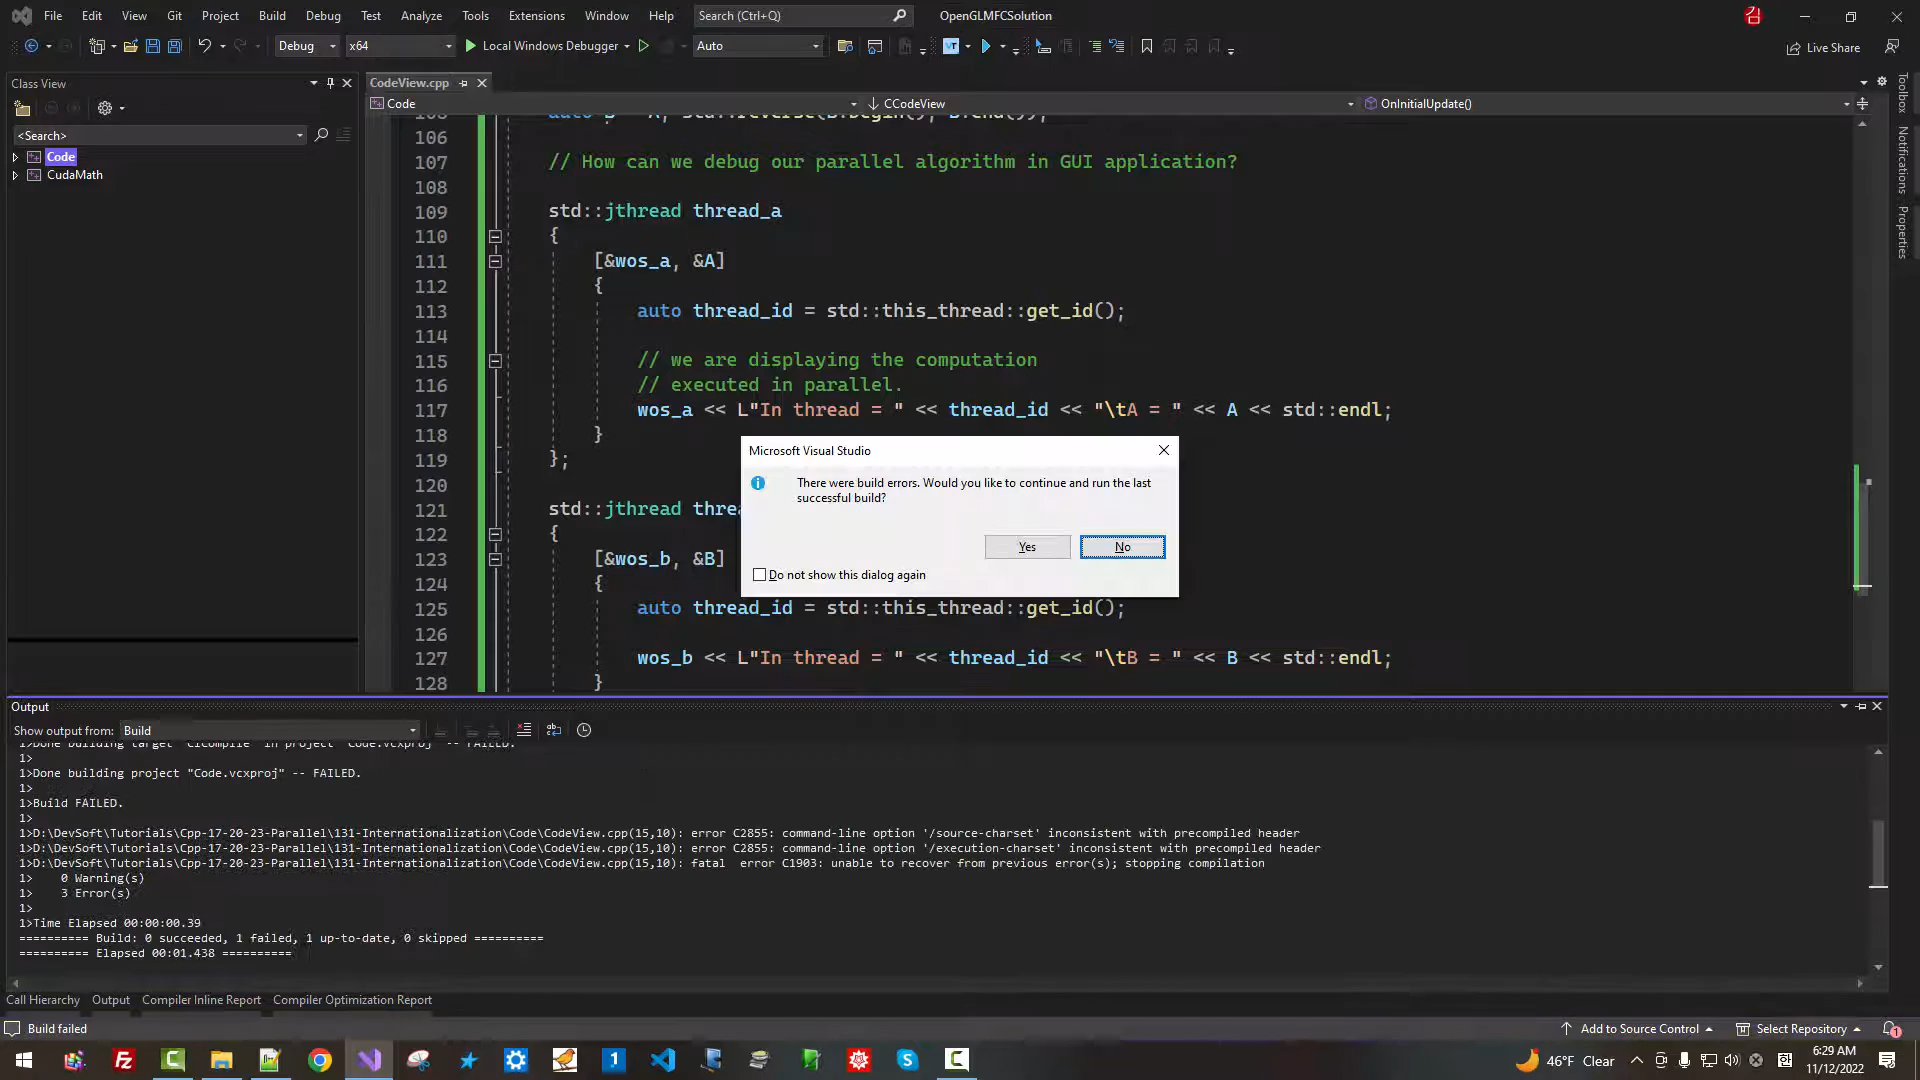 File Edit View Git Project Build Debug Test Analyze Tools Extensions Window Help Search (Ctrl+Q) OpenGLMFCSolution
Debug x64 Local Windows Debugger Auto Live Share
Class View
CodeView.cpp
Code CCodeView OnInitialUpdate()
<Search>
Code
CudaMath
Toolbox
Notifications
Properties
106
107 // How can we debug our parallel algorithm in GUI application?
108
109 std::jthread thread_a
110 {
111 [&wos_a, &A]
112 {
113 auto thread_id = std::this_thread::get_id();
114
115 // we are displaying the computation
116 // executed in parallel.
117 wos_a << L"In thread = " << thread_id << "\tA = " << A << std::endl;
118 }
119 };
120
121 std::jthread
122 {
123 [&wos_b, &B]
124 {
125 auto thread_id = std::this_thread::get_id();
126
127 wos_b << L"In thread = " << thread_id << "\tB = " << B << std::endl;
128 }
Microsoft Visual Studio
There were build errors. Would you like to continue and run the last
successful build?
Yes No
Do not show this dialog again
Output
Show output from: Build
1>Done building target "ClCompile" in project "Code.vcxproj" -- FAILED.
1>
1>Done building project "Code.vcxproj" -- FAILED.
1>
1>Build FAILED.
1>
1>D:\DevSoft\Tutorials\Cpp-17-20-23-Parallel\131-Internationalization\Code\CodeView.cpp(15,10): error C2855: command-line option '/source-charset' inconsistent with precompiled header
1>D:\DevSoft\Tutorials\Cpp-17-20-23-Parallel\131-Internationalization\Code\CodeView.cpp(15,10): error C2855: command-line option '/execution-charset' inconsistent with precompiled header
1>D:\DevSoft\Tutorials\Cpp-17-20-23-Parallel\131-Internationalization\Code\CodeView.cpp(15,10): fatal  error C1903: unable to recover from previous error(s); stopping compilation
1> 0 Warning(s)
1> 3 Error(s)
1>
1>Time Elapsed 00:00:00.39
========== Build: 0 succeeded, 1 failed, 1 up-to-date, 0 skipped ==========
========== Elapsed 00:01.438 ==========
Call Hierarchy Output Compiler Inline Report Compiler Optimization Report
Build failed Add to Source Control Select Repository 1
46°F Clear 6:29 AM
11/12/2022